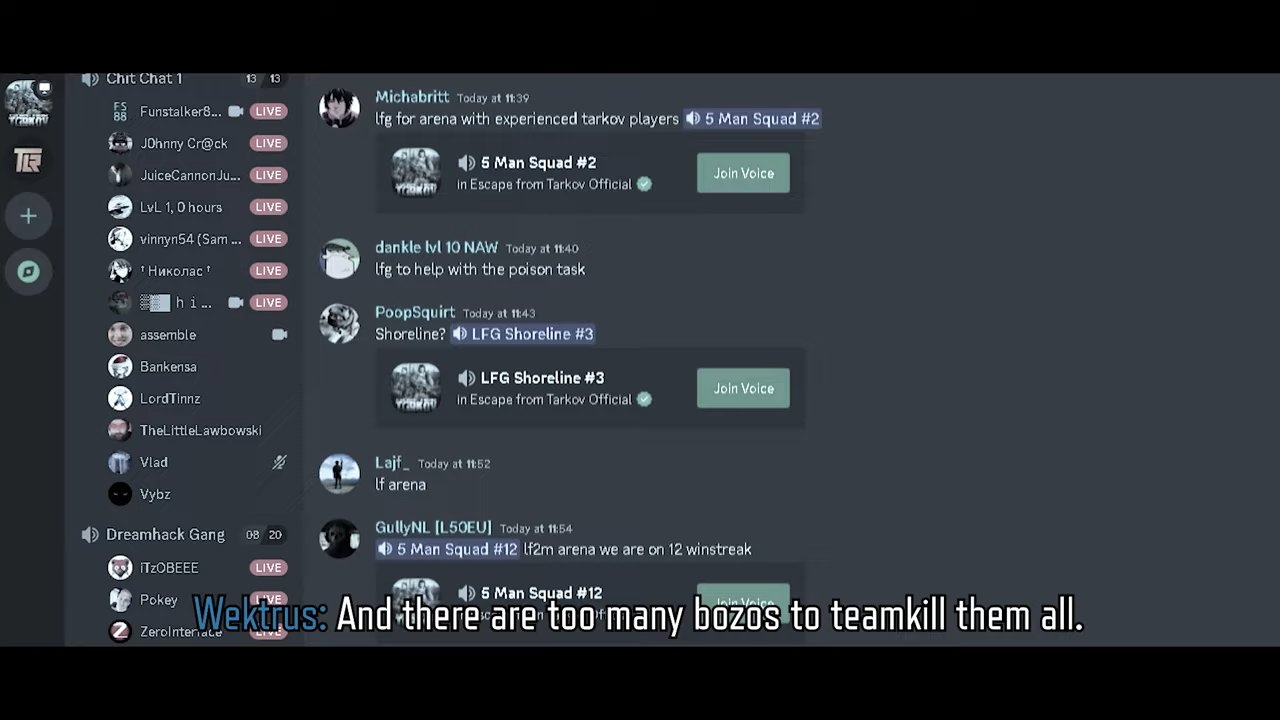 Chit Chat 1 13 / 13
FS 88 Funstalker8... LIVE
J0hnny Cr@ck LIVE
JuiceCannonJu... LIVE
LvL 1, 0 hours LIVE
vinnyn54 (Sam ... LIVE
† Николас † LIVE
h i ... LIVE
assemble
Bankensa
LordTInnz
TheLittleLawbowski
Vlad
Vybz
Dreamhack Gang 08 20
iTzOBEEE LIVE
Pokey LIVE
ZeroInterface LIVE
Michabritt Today at 11:39
lfg for arena with experienced tarkov players 5 Man Squad #2
5 Man Squad #2
in Escape from Tarkov Official
Join Voice
dankle lvl 10 NAW Today at 11:40
lfg to help with the poison task
PoopSquirt Today at 11:43
Shoreline? LFG Shoreline #3
LFG Shoreline #3
in Escape from Tarkov Official
Join Voice
Lajf_ Today at 11:52
lf arena
GullyNL [L50EU] Today at 11:54
5 Man Squad #12 lf2m arena we are on 12 winstreak
5 Man Squad #12
Join Voice
Wektrus: And there are too many bozos to teamkill them all.